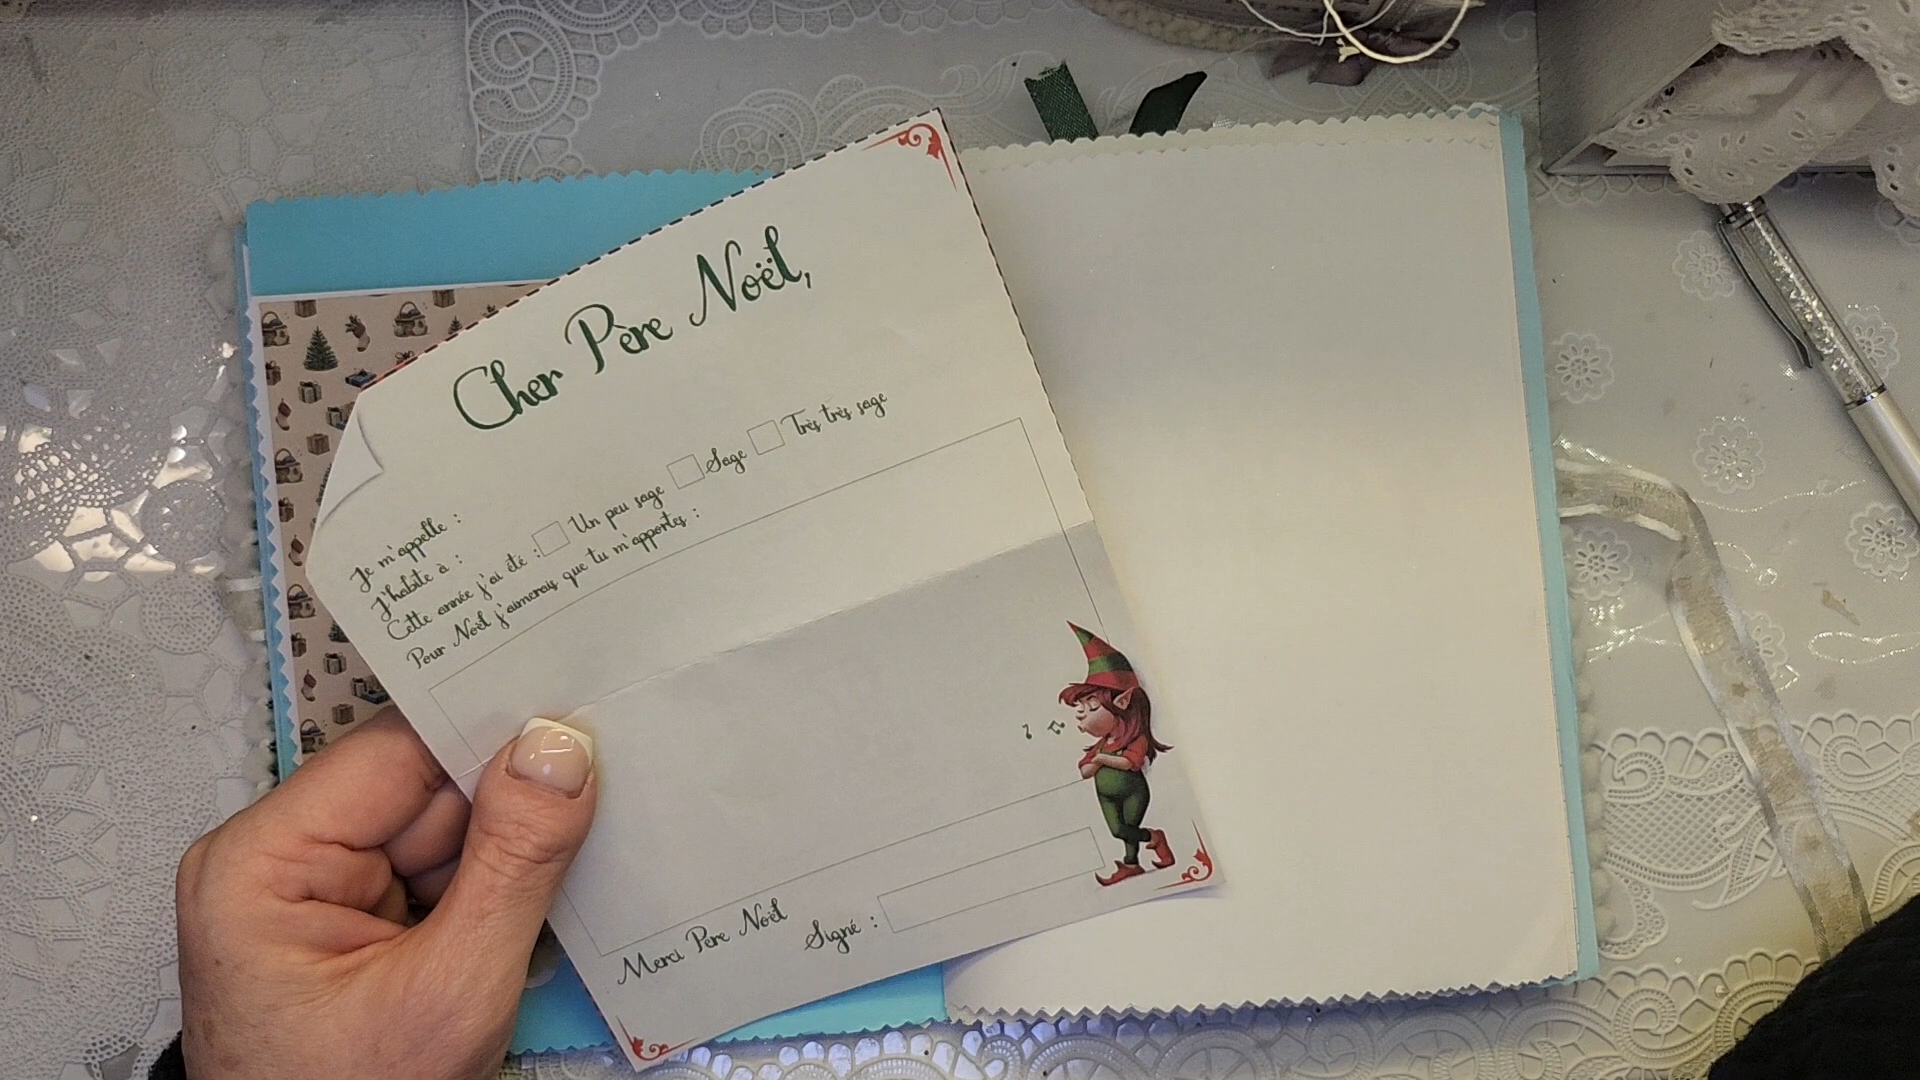 Cher Père Noël,
Je m'appelle :
J'habite à :
Cette année j'ai été : Un peu sage Sage Très très sage
Pour Noël j'aimerais que tu m'apportes :
Merci Père Noël
Signé :